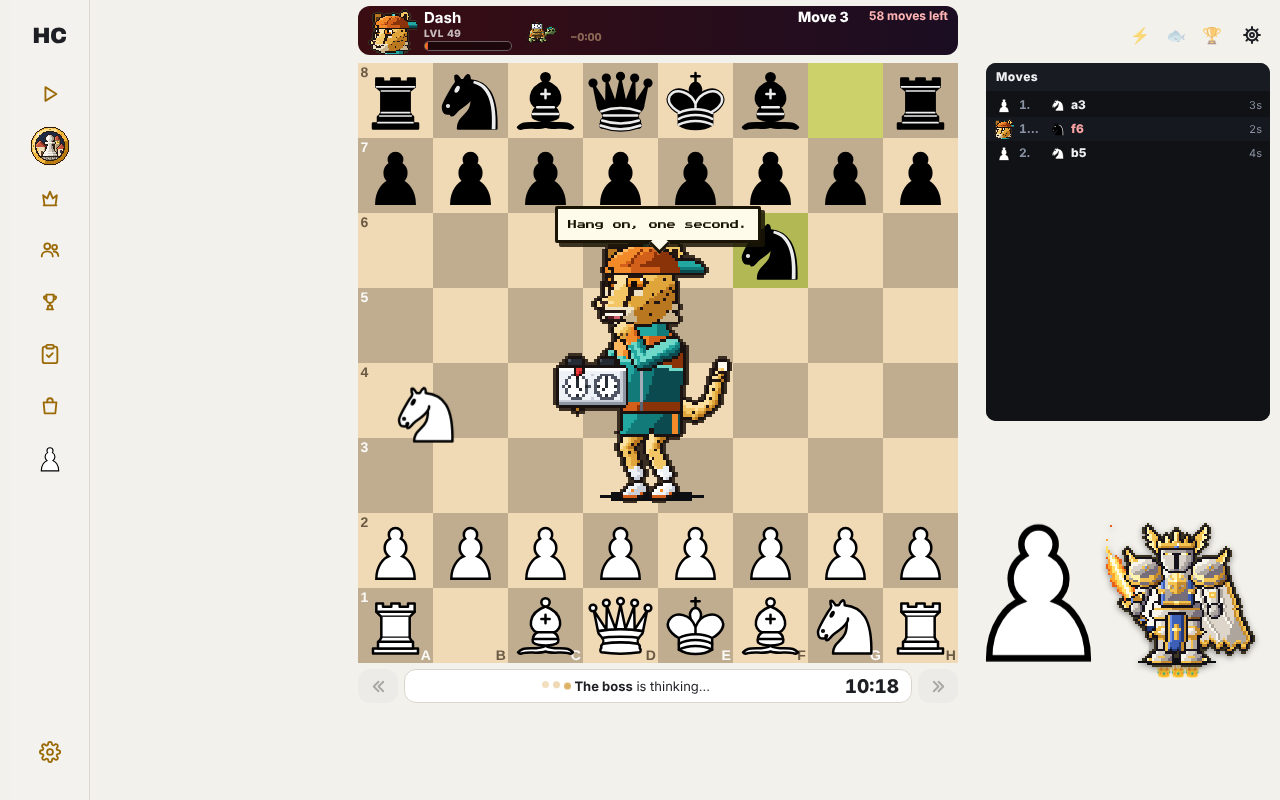 HC
Dash
LVL 49
−0:00
Move 3
58 moves left
Moves
1. a3 3s
1... f6 2s
2. b5 4s
8
7
6
5
4
3
2
1
A B C D E F G H
Hang on, one second.
The boss is thinking...
10:18